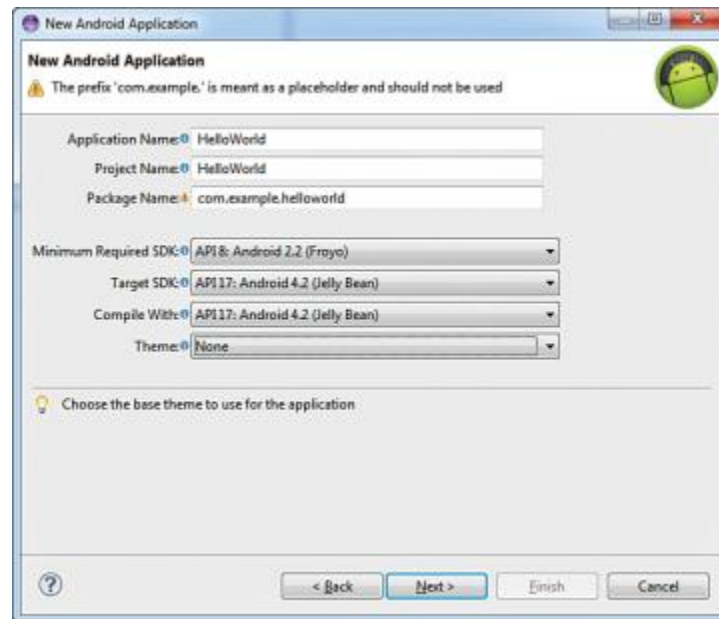 New Android Application
New Android Application
The prefix 'com.example.' is meant as a placeholder and should not be used
Application Name: HelloWorld
Project Name: HelloWorld
Package Name: com.example.helloworld
Minimum Required SDK: API 8: Android 2.2 (Froyo)
Target SDK: API 17: Android 4.2 (Jelly Bean)
Compile With: API 17: Android 4.2 (Jelly Bean)
Theme: None
Choose the base theme to use for the application
? < Back Next > Finish Cancel